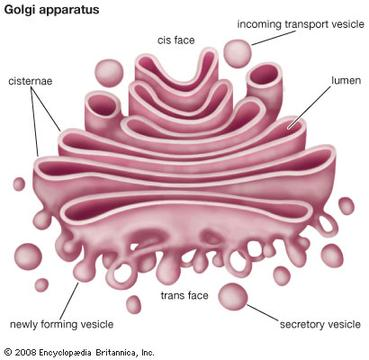 Golgi apparatus
incoming transport vesicle
cis face
cisternae
lumen
trans face
newly forming vesicle
secretory vesicle
© 2008 Encyclopædia Britannica, Inc.